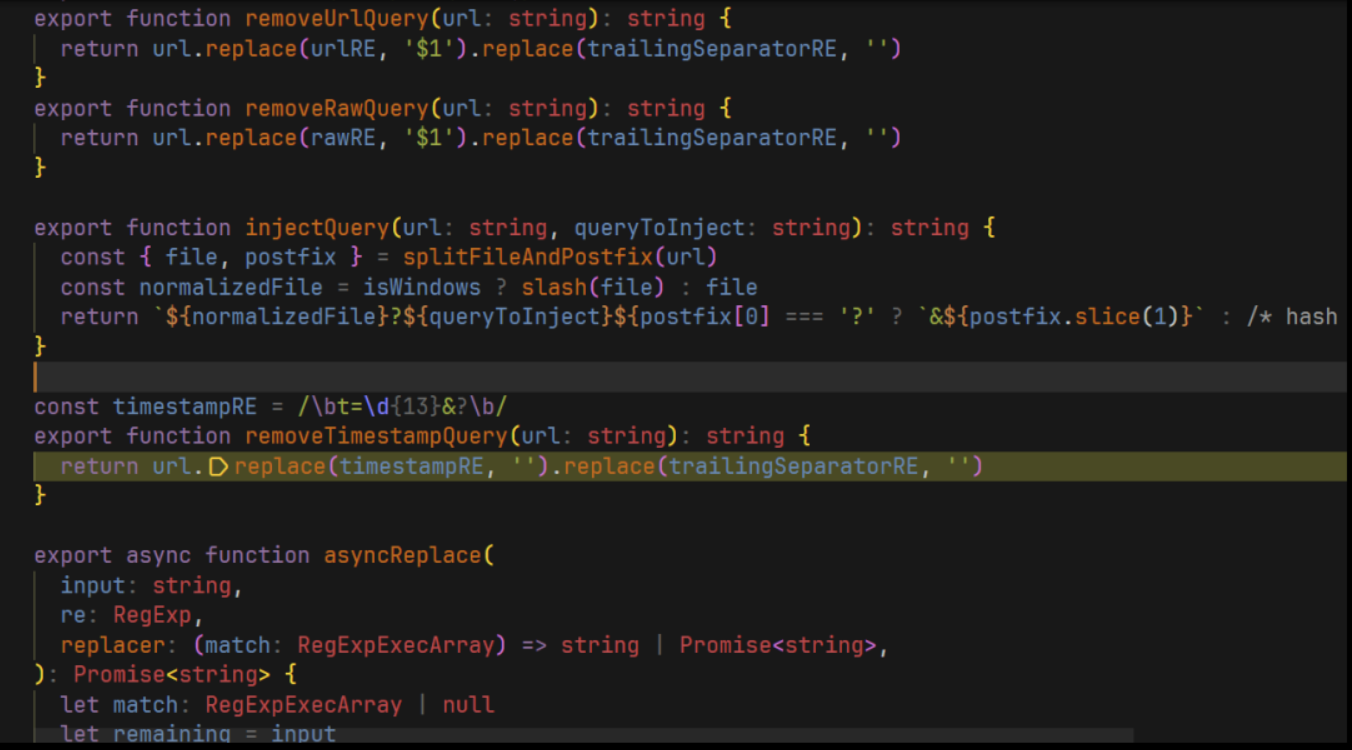 export function removeUrlQuery(url: string): string {
  return url.replace(urlRE, '$1').replace(trailingSeparatorRE, '')
}
export function removeRawQuery(url: string): string {
  return url.replace(rawRE, '$1').replace(trailingSeparatorRE, '')
}

export function injectQuery(url: string, queryToInject: string): string {
  const { file, postfix } = splitFileAndPostfix(url)
  const normalizedFile = isWindows ? slash(file) : file
  return `${normalizedFile}?${queryToInject}${postfix[0] === '?' ? `&${postfix.slice(1)}` : /* hash
}

const timestampRE = /\bt=\d{13}&?\b/
export function removeTimestampQuery(url: string): string {
  return url.replace(timestampRE, '').replace(trailingSeparatorRE, '')
}

export async function asyncReplace(
  input: string,
  re: RegExp,
  replacer: (match: RegExpExecArray) => string | Promise<string>,
): Promise<string> {
  let match: RegExpExecArray | null
  let remaining = input